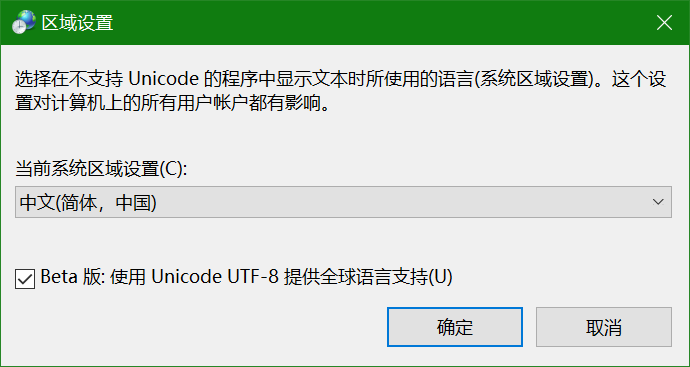 区域设置
选择在不支持 Unicode 的程序中显示文本时所使用的语言(系统区域设置)。这个设
置对计算机上的所有用户帐户都有影响。
当前系统区域设置(C):
中文(简体，中国)
Beta 版: 使用 Unicode UTF-8 提供全球语言支持(U)
确定
取消